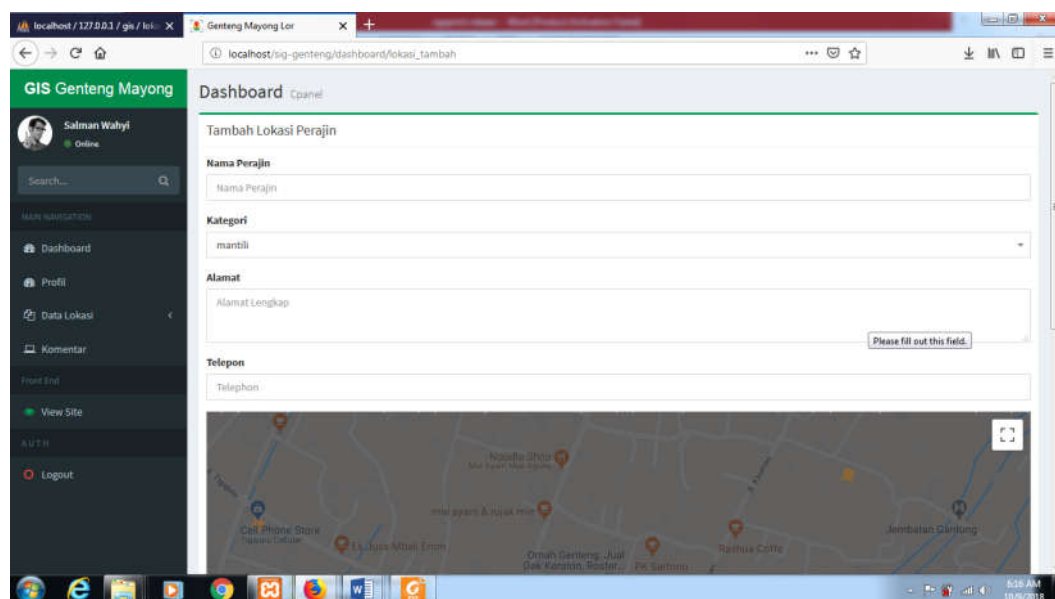 localhost / 127.0.0.1 / gis / lok
Genteng Mayong Lor
localhost/sig-genteng/dashboard/lokasi_tambah
GIS Genteng Mayong
Salman Wahyi
Online
Search...
MAIN NAVIGATION
Dashboard
Profil
Data Lokasi
Komentar
Front End
View Site
AUTH
Logout
Dashboard Cpanel
Tambah Lokasi Perajin
Nama Perajin
Nama Perajin
Kategori
mantili
Alamat
Alamat Lengkap
Please fill out this field.
Telepon
Telephon
Noodle Shop
mie ayam & rujak mie
Cell Phone Store
Es Juss Mbali Enim
Omah Genteng, Jual
Rashua Coffe
Jembatan Gantung
6:16 AM
10/9/2018